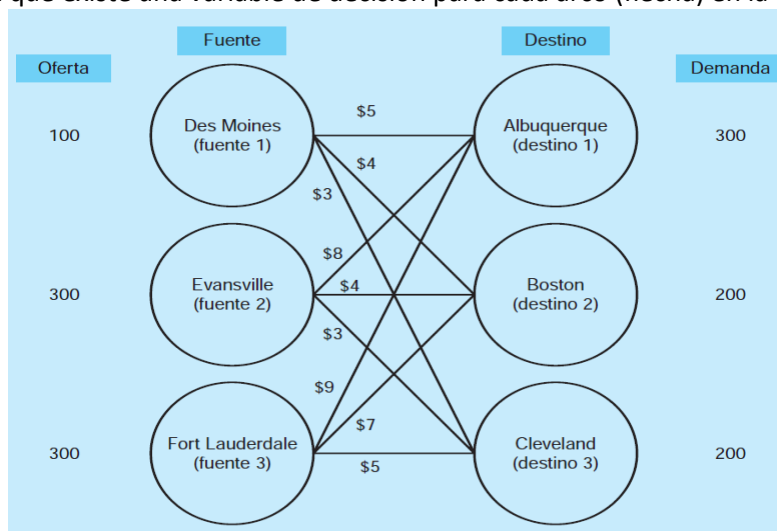 que existe una variable de decisión para cada arco (flecha) en la
Fuente
Destino
Oferta
Demanda
100
Des Moines
(fuente 1)
$5
$4
$3
Albuquerque
(destino 1)
300
300
Evansville
(fuente 2)
$8
$4
$3
Boston
(destino 2)
200
300
Fort Lauderdale
(fuente 3)
$9
$7
$5
Cleveland
(destino 3)
200